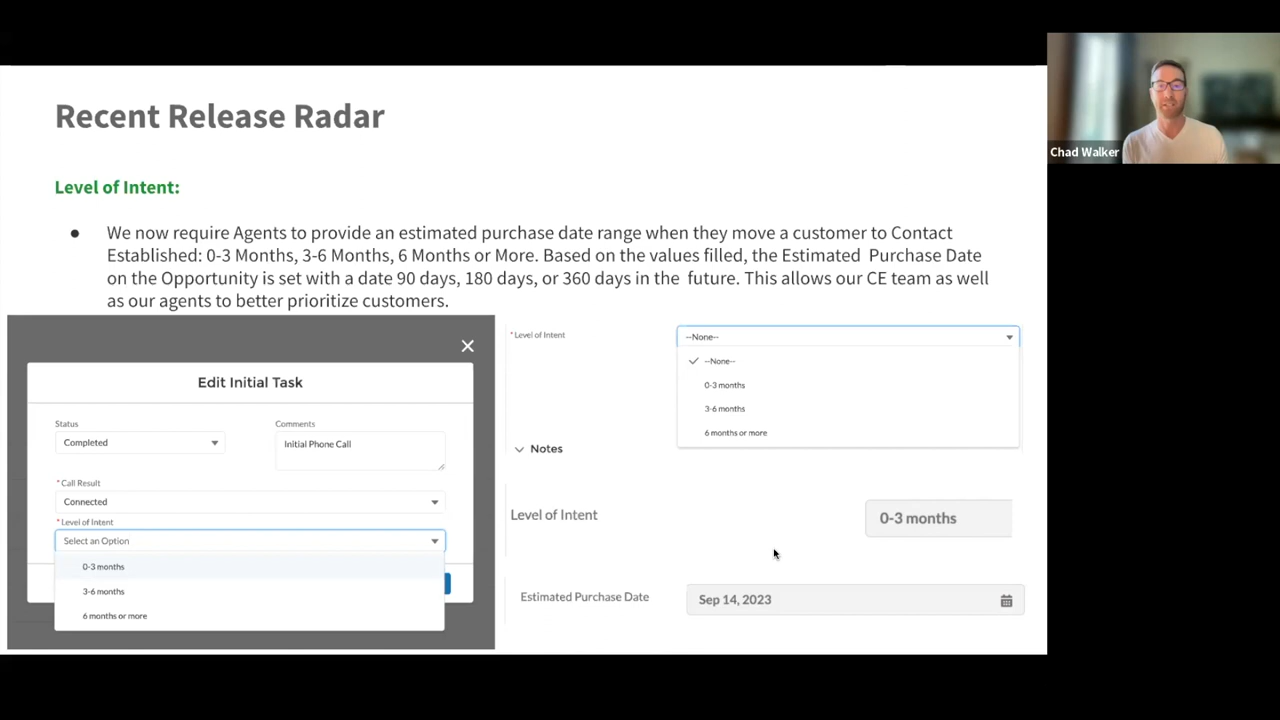 Recent Release Radar
Chad Walker
Level of Intent:
● We now require Agents to provide an estimated purchase date range when they move a customer to Contact
Established: 0-3 Months, 3-6 Months, 6 Months or More. Based on the values filled, the Estimated Purchase Date
on the Opportunity is set with a date 90 days, 180 days, or 360 days in the future. This allows our CE team as well
as our agents to better prioritize customers.
Edit Initial Task
Status
Comments
Completed
Initial Phone Call
* Call Result
Connected
* Level of Intent
Select an Option
0-3 months
3-6 months
6 months or more
* Level of Intent
--None--
--None--
0-3 months
3-6 months
6 months or more
Notes
Level of Intent
0-3 months
Estimated Purchase Date
Sep 14, 2023